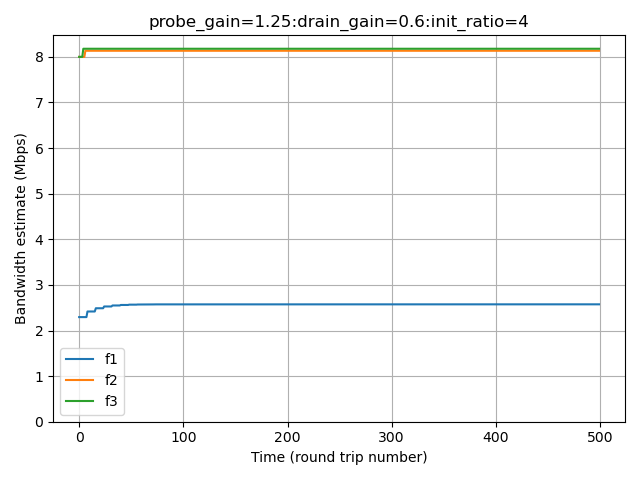 probe_gain=1.25:drain_gain=0.6:init_ratio=4
Bandwidth estimate (Mbps)
8
7
6
5
4
3
2
1
0
f1
f2
f3
0 100 200 300 400 500
Time (round trip number)